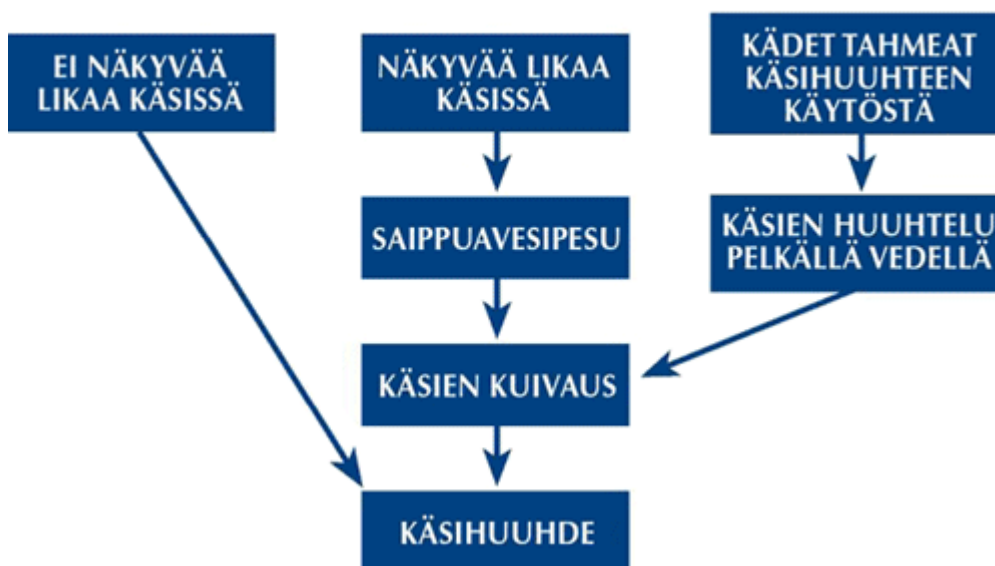 EI NÄKYVÄÄ
LIKAA KÄSISSÄ
NÄKYVÄÄ LIKAA
KÄSISSÄ
KÄDET TAHMEAT
KÄSIHUUHTEEN
KÄYTÖSTÄ
SAIPPUAVESIPESU
KÄSIEN HUUHTELU
PELKÄLLÄ VEDELLÄ
KÄSIEN KUIVAUS
KÄSIHUUHDE